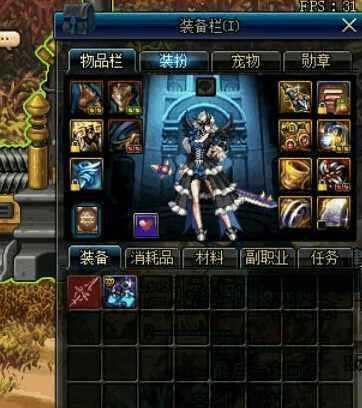 FPS : 31
装备栏(I)
物品栏 装扮 宠物 勋章
装备 消耗品 材料 副职业 任务